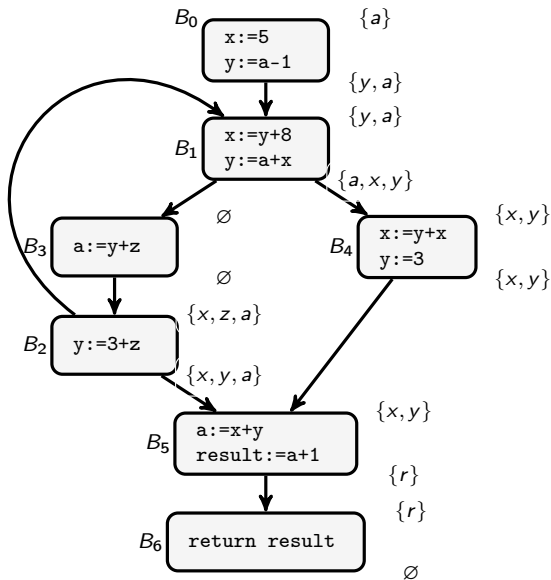 B0
{a}
x:=5
y:=a-1
{y, a}
{y, a}
B1
x:=y+8
y:=a+x
{a, x, y}
∅
{x, y}
B3
a:=y+z
B4
x:=y+x
y:=3
∅
{x, y}
{x, z, a}
B2
y:=3+z
{x, y, a}
{x, y}
B5
a:=x+y
result:=a+1
{r}
{r}
B6
return result
∅